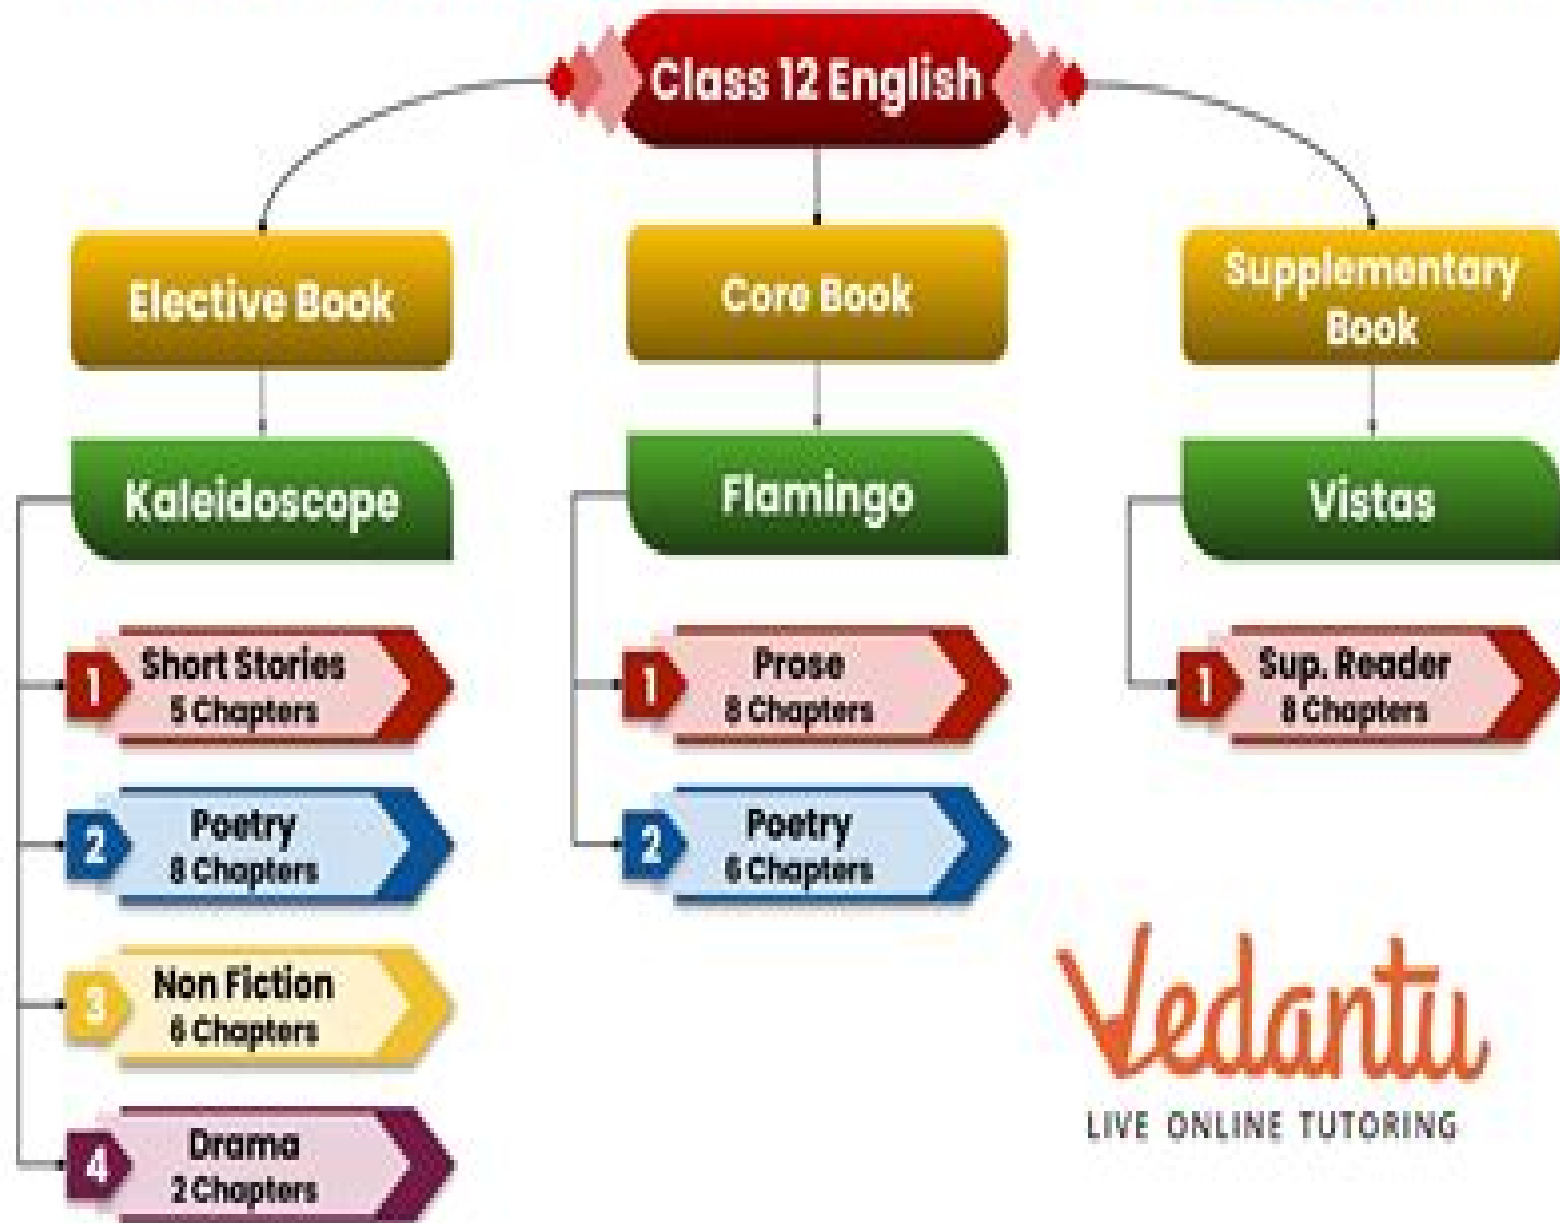 Class 12 English
Elective Book
Core Book
Supplementary
Book
Kaleidoscope
Flamingo
Vistas
1
Short Stories
5 Chapters
2
Poetry
8 Chapters
3
Non Fiction
6 Chapters
4
Drama
2 Chapters
1
Prose
8 Chapters
2
Poetry
6 Chapters
1
Sup. Reader
8 Chapters
Vedantu
LIVE ONLINE TUTORING